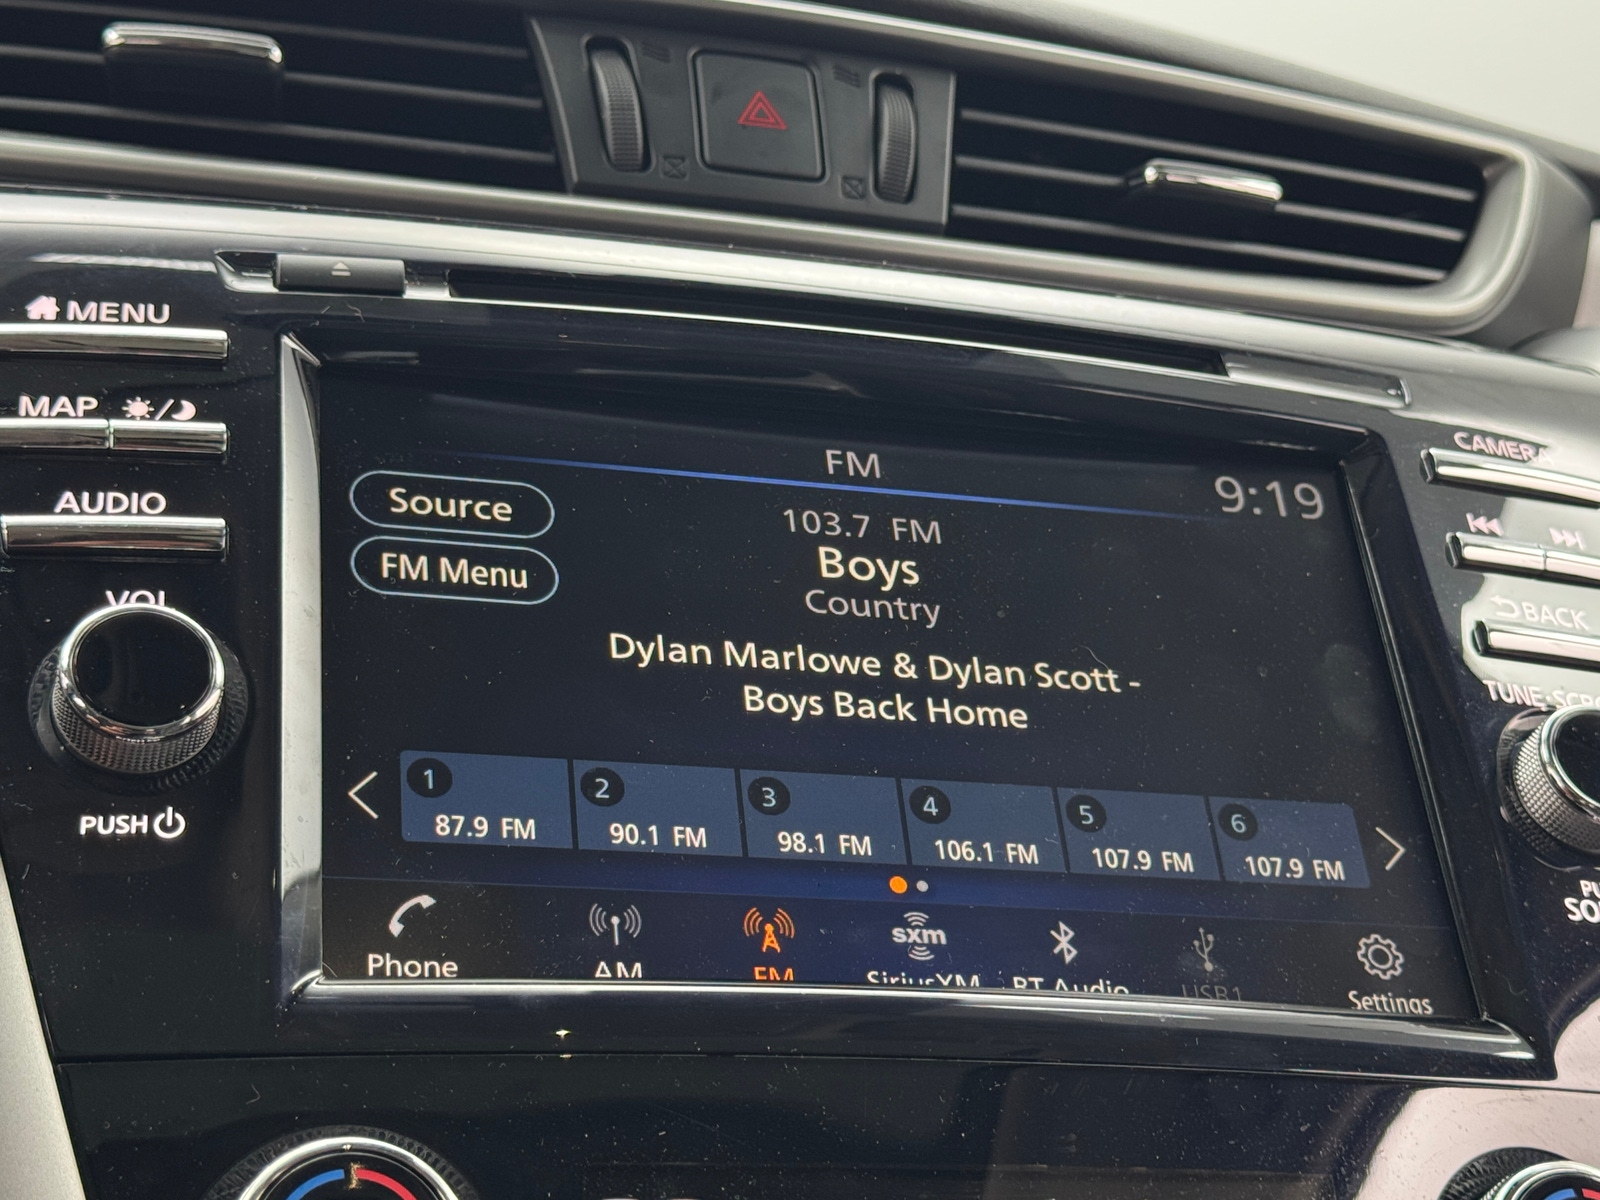 MENU
MAP
AUDIO
VOL
PUSH
FM
9:19
Source
FM Menu
103.7 FM
Boys
Country
Dylan Marlowe & Dylan Scott -
Boys Back Home
1 2 3 4 5 6
87.9 FM 90.1 FM 98.1 FM 106.1 FM 107.9 FM 107.9 FM
Phone AM FM sxm SiriusXM BT Audio USB1 Settings
CAMERA
BACK